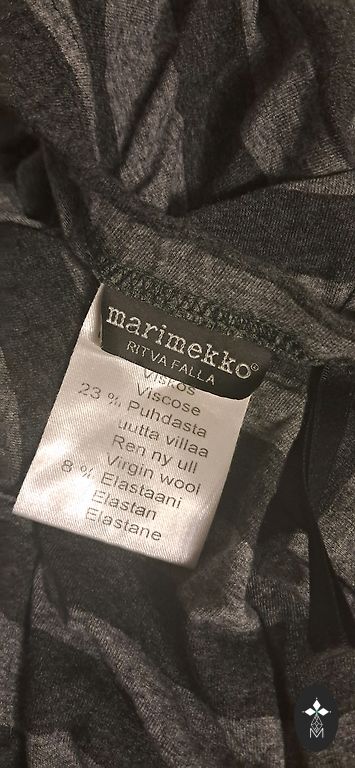 marimekko®
RITVA FALLA
Viskos
Viscose
23 % Puhdasta
uutta villaa
Ren ny ull
Virgin wool
8 % Elastaani
Elastan
Elastane
M